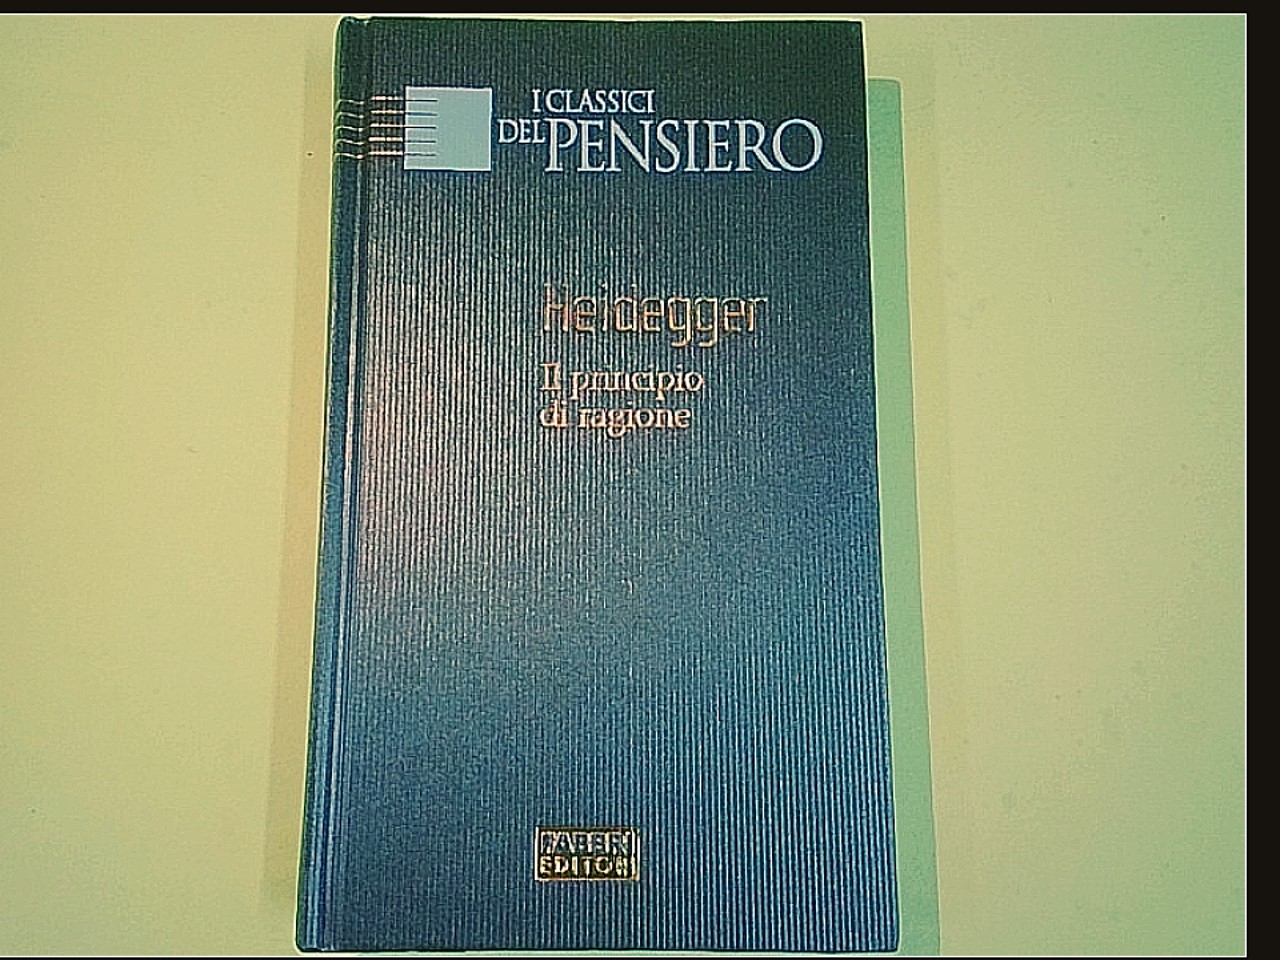 I CLASSICI
DEL PENSIERO
Heidegger
Il principio
di ragione
FABBRI
EDITORI